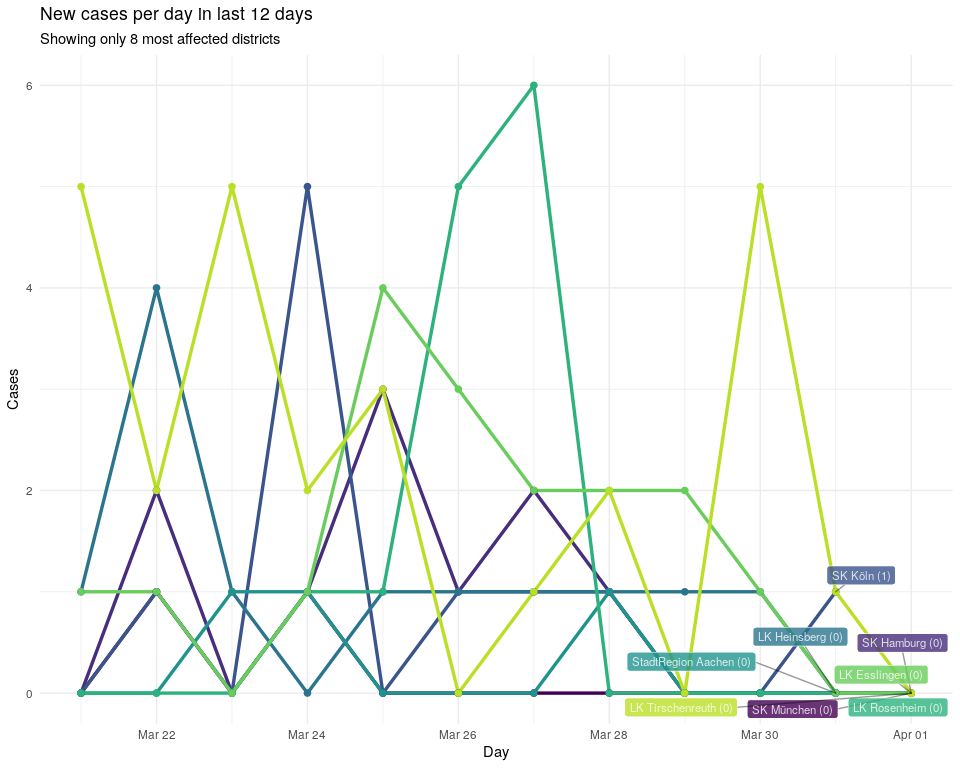 New cases per day in last 12 days
Showing only 8 most affected districts
6
4
2
0
Cases
SK Köln (1)
LK Heinsberg (0)
SK Hamburg (0)
StadtRegion Aachen (0)
LK Esslingen (0)
LK Tirschenreuth (0)
SK München (0)
LK Rosenheim (0)
Mar 22
Mar 24
Mar 26
Mar 28
Mar 30
Apr 01
Day